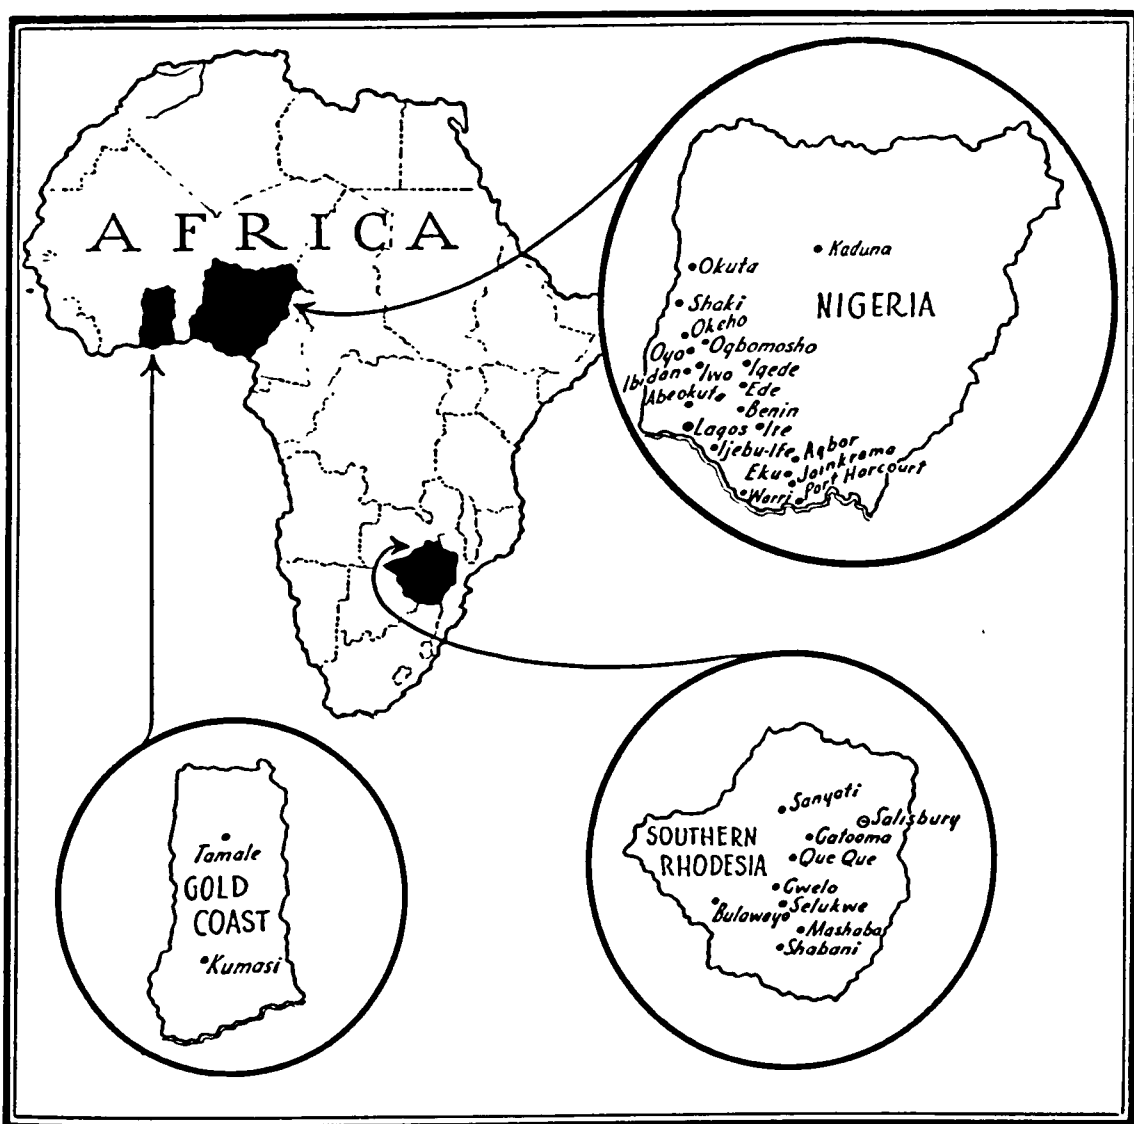 AFRICA
Kaduna
Okuta
NIGERIA
Shaki
Okeho
Ogbomosho
Oyo
Iwo
Igede
Ibidan
Ede
Abeokuta
Benin
Lagos
Ire
Ijebu-Ife
Agbor
Eku
Joinkrama
Port Harcourt
Warri
Tamale
GOLD
COAST
Kumasi
Sanyati
Salisbury
SOUTHERN
RHODESIA
Gatooma
Que Que
Gwelo
Selukwe
Bulawayo
Mashaba
Shabani